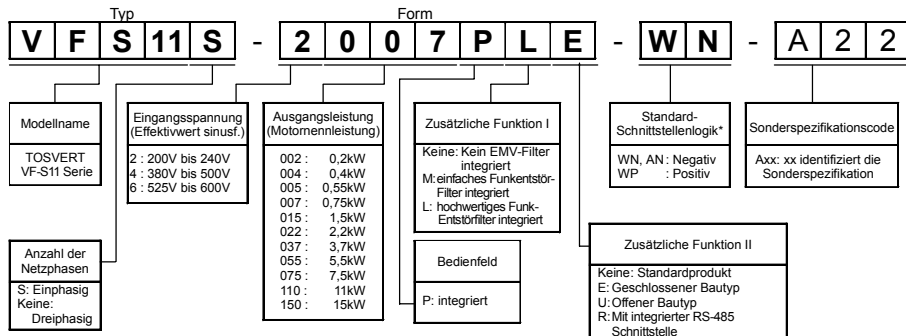 Typ Form
V F S 11 S - 2 0 0 7 P L E - W N - A 2 2
Modellname
TOSVERT
VF-S11 Serie
Anzahl der
Netzphasen
S: Einphasig
Keine:
Dreiphasig
Eingangsspannung
(Effektivwert sinusf.)
2 : 200V bis 240V
4 : 380V bis 500V
6 : 525V bis 600V
Ausgangsleistung
(Motornennleistung)
002 : 0,2kW
004 : 0,4kW
005 : 0,55kW
007 : 0,75kW
015 : 1,5kW
022 : 2,2kW
037 : 3,7kW
055 : 5,5kW
075 : 7,5kW
110 : 11kW
150 : 15kW
Zusätzliche Funktion I
Keine: Kein EMV-Filter
integriert
M: einfaches Funkentstör-
Filter integriert
L: hochwertiges Funk-
Entstörfilter integriert
Bedienfeld
P: integriert
Standard-
Schnittstellenlogik*
WN, AN : Negativ
WP : Positiv
Sonderspezifikationscode
Axx: xx identifiziert die
Sonderspezifikation
Zusätzliche Funktion II
Keine: Standardprodukt
E: Geschlossener Bautyp
U: Offener Bautyp
R: Mit integrierter RS-485
Schnittstelle